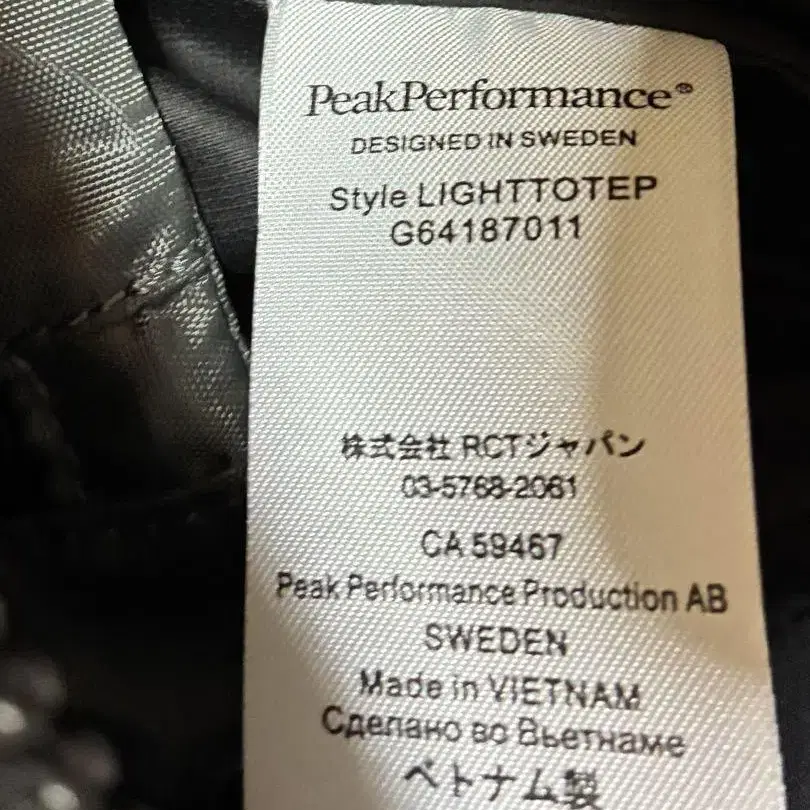 PeakPerformance®
DESIGNED IN SWEDEN
Style LIGHTTOTEP
G64187011
株式会社 RCTジャパン
03-5768-2061
CA 59467
Peak Performance Production AB
SWEDEN
Made in VIETNAM
Сделано во Вьетнаме
ベトナム製